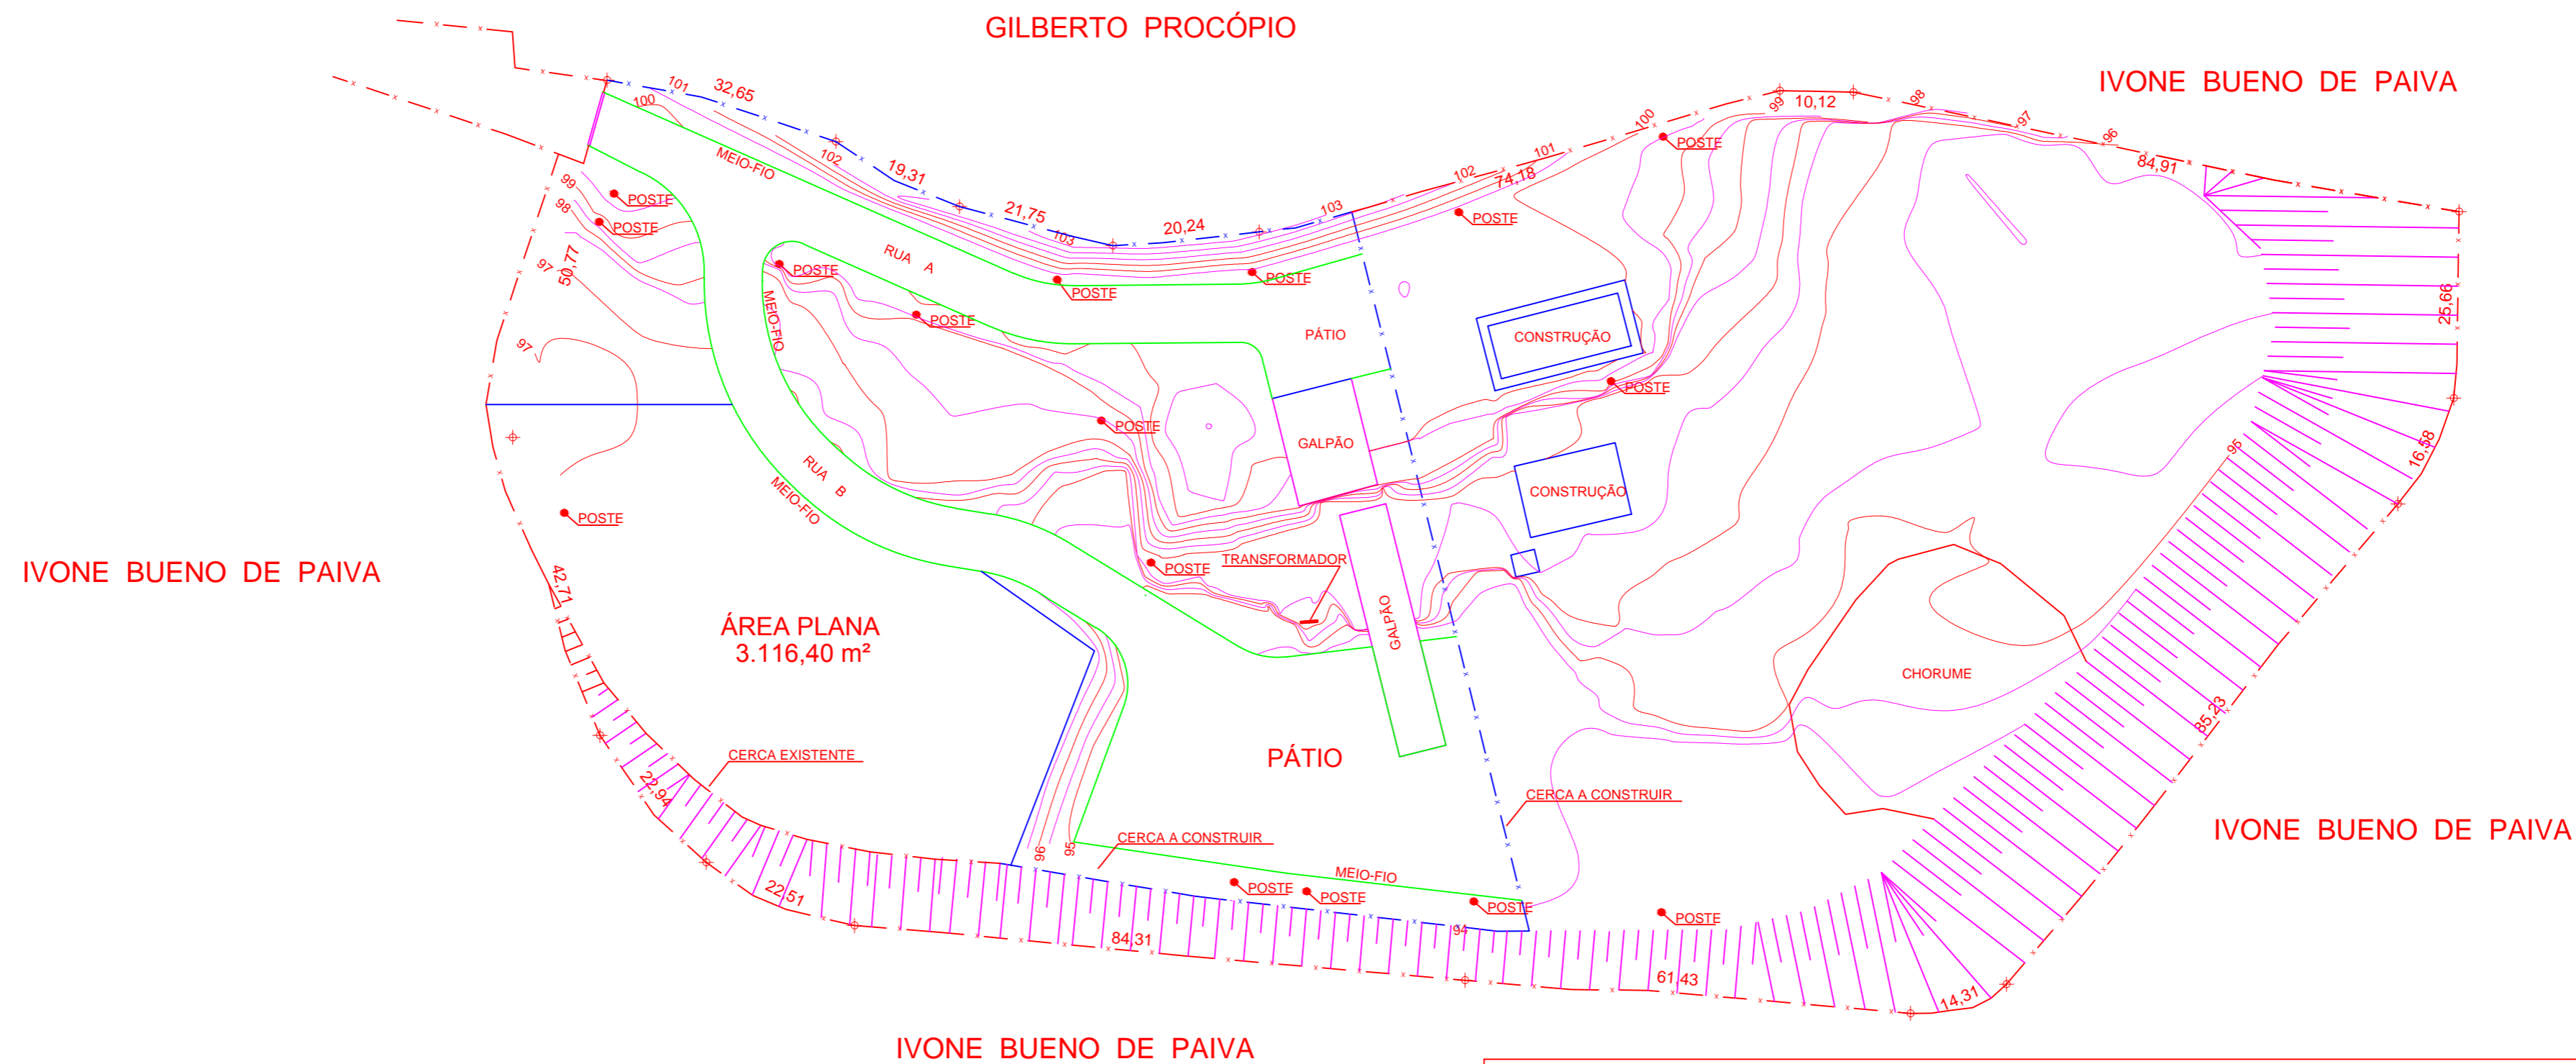 GILBERTO PROCÓPIO
IVONE BUENO DE PAIVA
101
32,65
100
MEIO-FIO
102
19,31
21,75
103
20,24
103
74,18
102
101
100
99
10,12
98
97
96
84,91
POSTE
POSTE
99
98
97
50,77
97
POSTE
POSTE
RUA A
POSTE
POSTE
POSTE
POSTE
MEIO-FIO
PÁTIO
CONSTRUÇÃO
25,66
POSTE
POSTE
GALPÃO
16,58
95
RUA B
MEIO-FIO
CONSTRUÇÃO
POSTE
IVONE BUENO DE PAIVA
42,71
POSTE
TRANSFORMADOR
GALPÃO
ÁREA PLANA
3.116,40 m²
CHORUME
85,23
CERCA EXISTENTE
PÁTIO
22,94
CERCA A CONSTRUIR
IVONE BUENO DE PAIVA
CERCA A CONSTRUIR
96
95
MEIO-FIO
POSTE
POSTE
POSTE
POSTE
22,51
84,31
94
61,43
14,31
IVONE BUENO DE PAIVA